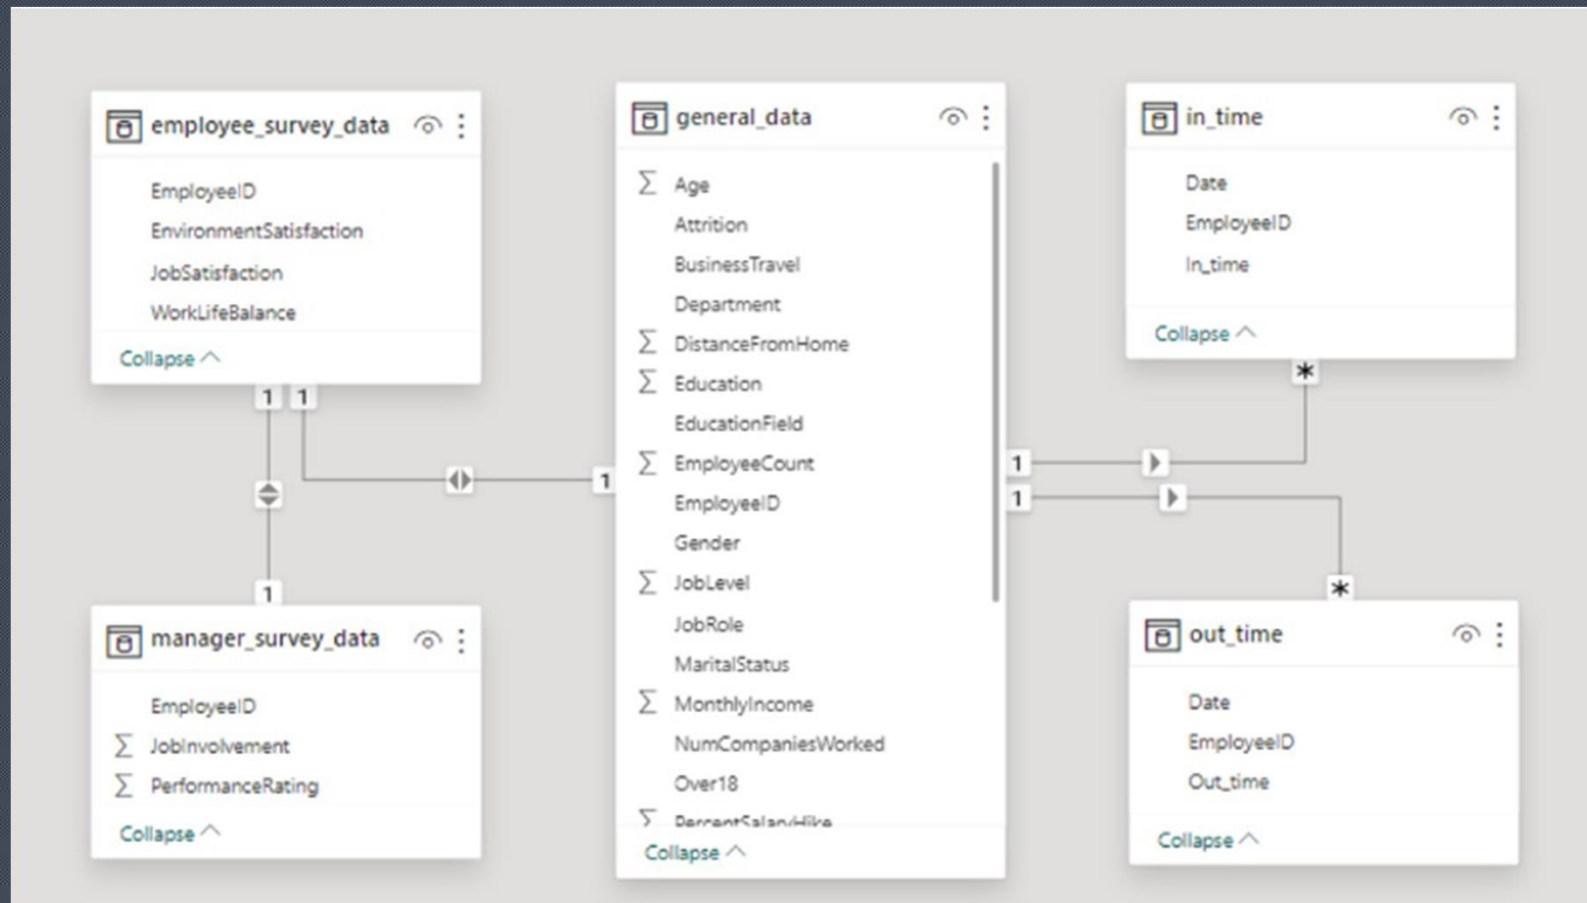 employee_survey_data
EmployeeID
EnvironmentSatisfaction
JobSatisfaction
WorkLifeBalance
Collapse
1 1
1
1
manager_survey_data
EmployeeID
∑ JobInvolvement
∑ PerformanceRating
Collapse
general_data
∑ Age
Attrition
BusinessTravel
Department
∑ DistanceFromHome
∑ Education
EducationField
∑ EmployeeCount
EmployeeID
Gender
∑ JobLevel
JobRole
MaritalStatus
∑ MonthlyIncome
NumCompaniesWorked
Over18
∑ PercentSalaryHike
Collapse
1
1
in_time
Date
EmployeeID
In_time
Collapse
*
*
out_time
Date
EmployeeID
Out_time
Collapse